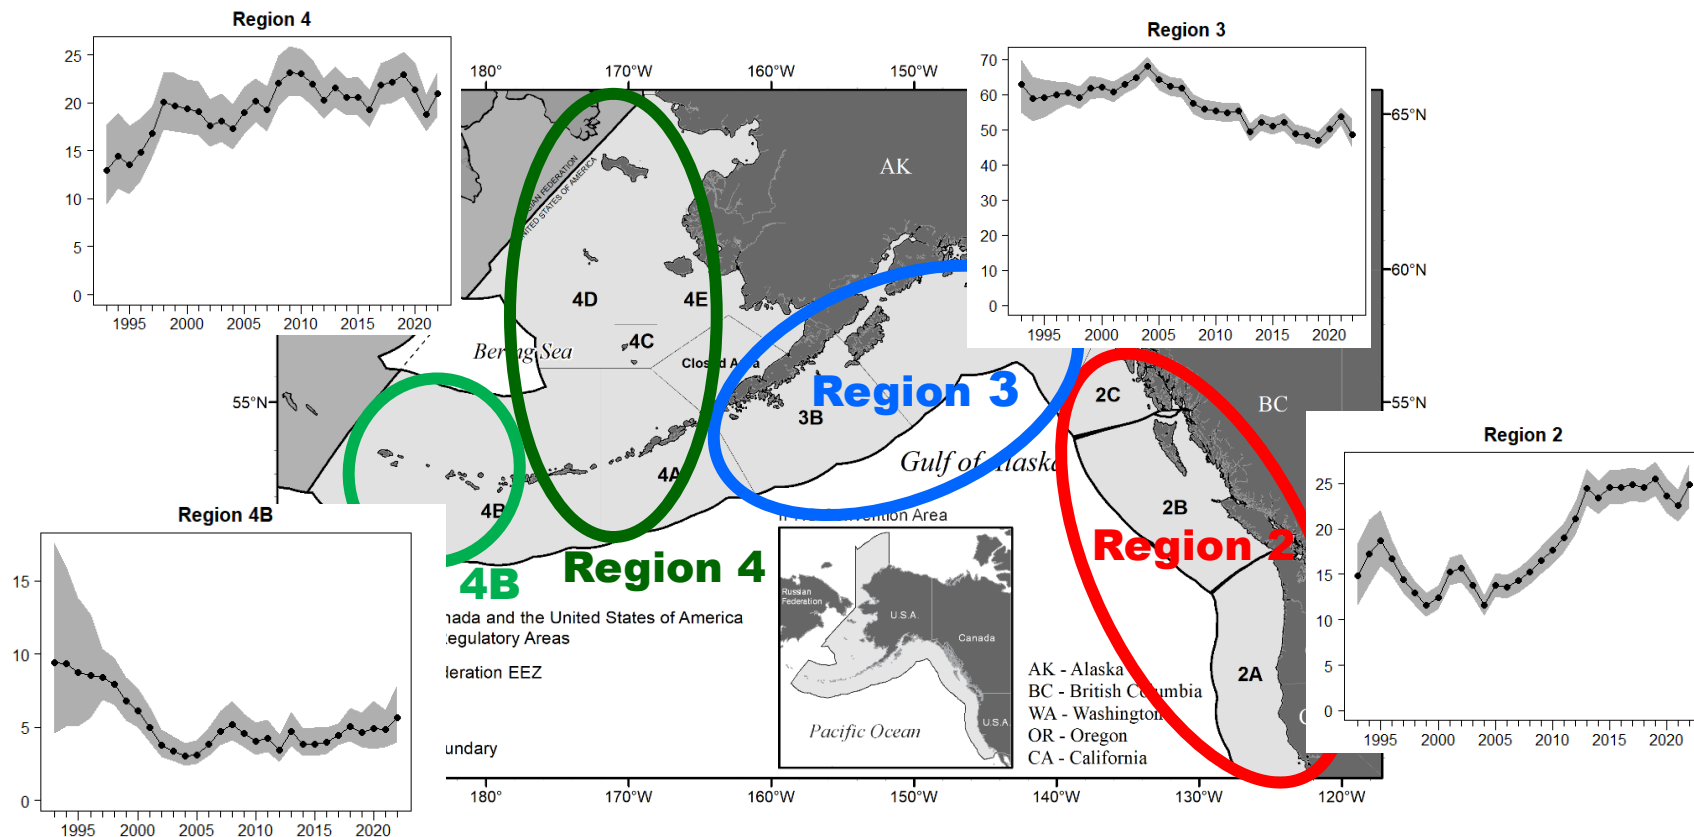 Region 4
25
20
15
10
5
0
1995 2000 2005 2010 2015 2020
Region 3
70
60
50
40
30
20
10
0
1995 2000 2005 2010 2015 2020
180° 170°W 160°W 150°W
65°N
60°N
55°N
55°N
UNITED STATES OF AMERICA
AK
4D
4E
4C
Bering Sea
Closed Area
Region 3
3B
4A
4B
Gulf of Alaska
2C
BC
2B
Region 2
2A
4B
Region 4
Region 2
25
20
15
10
5
0
1995 2000 2005 2010 2015 2020
Region 4B
15
10
5
0
1995 2000 2005 2010 2015 2020
nada and the United States of America
Regulatory Areas
deration EEZ
undary
Russian
Federation
U.S.A.
Canada
U.S.A.
Pacific Ocean
AK - Alaska
BC - British Columbia
WA - Washington
OR - Oregon
CA - California
180° 170°W 160°W 150°W 140°W 130°W 120°W